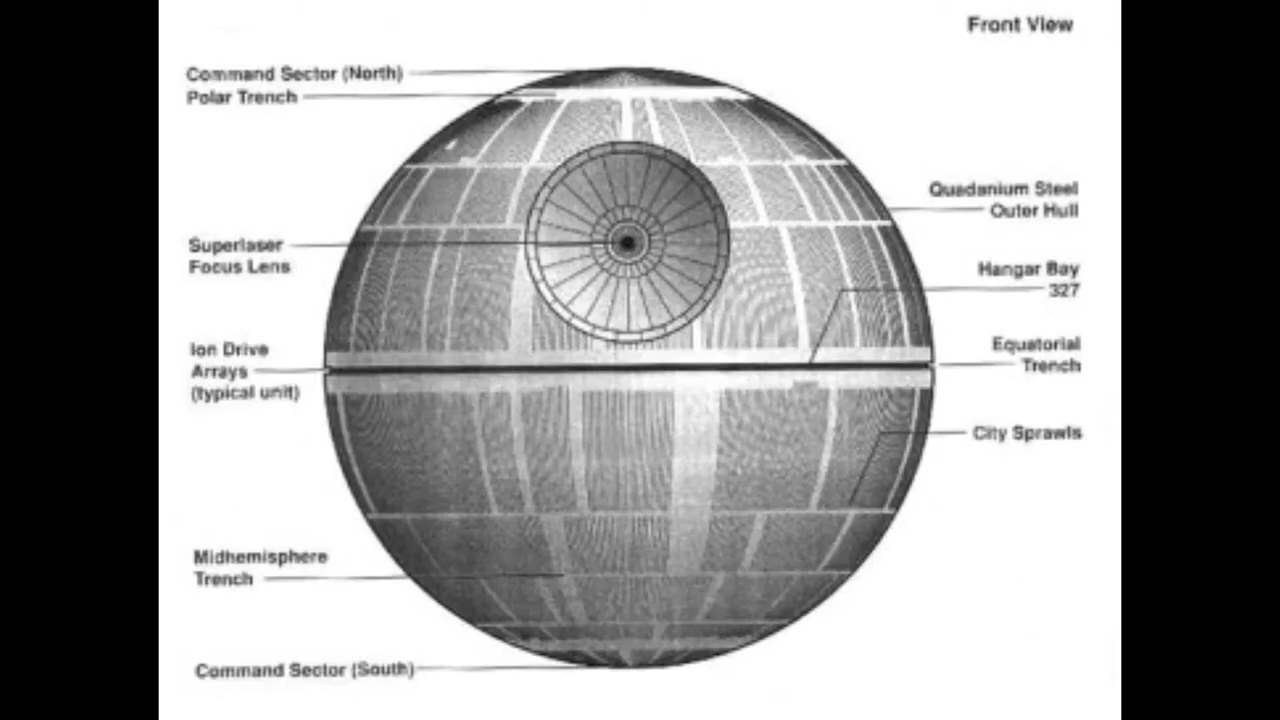 Front View
Command Sector (North)
Polar Trench
Quadanium Steel
Outer Hull
Superlaser
Focus Lens
Hangar Bay
327
Ion Drive
Arrays
(typical unit)
Equatorial
Trench
City Sprawls
Midhemisphere
Trench
Command Sector (South)